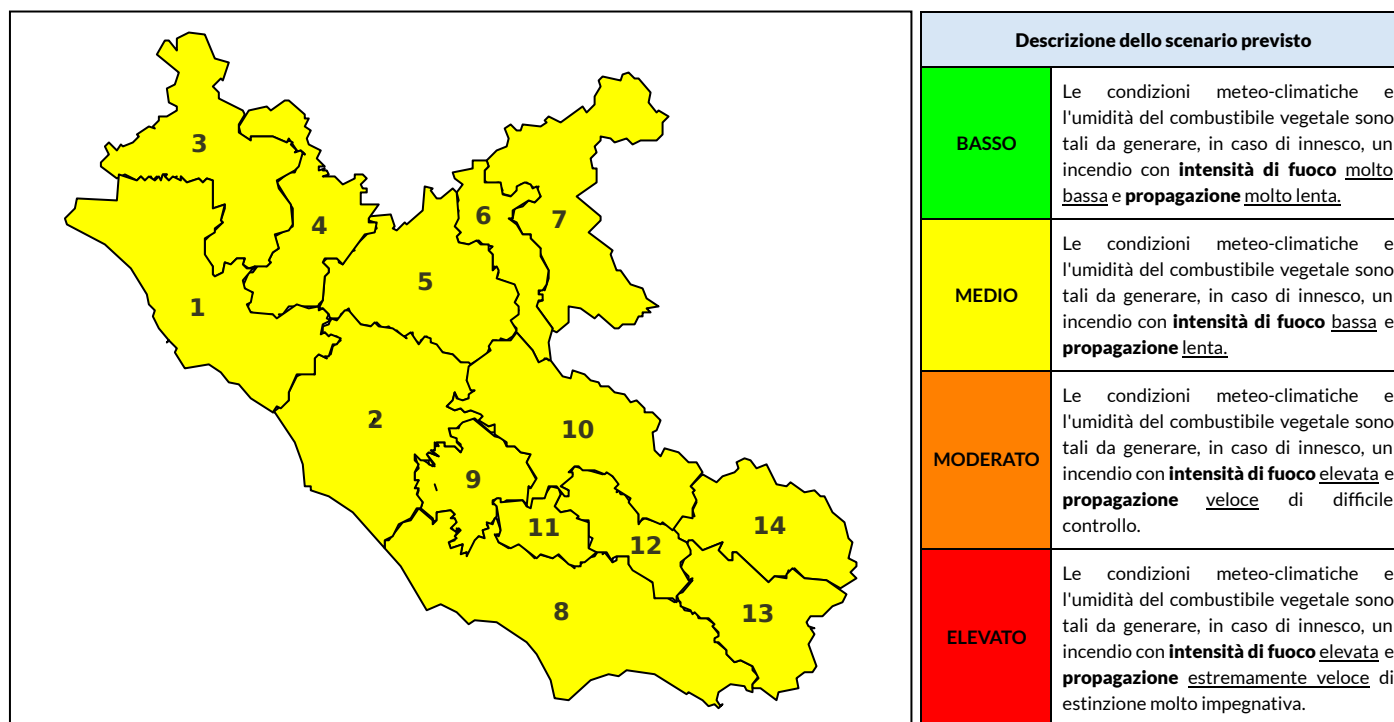 3
4
6
7
5
1
2
10
9
11
12
14
8
13
Descrizione dello scenario previsto
BASSO
Le condizioni meteo-climatiche e
l'umidità del combustibile vegetale sono
tali da generare, in caso di innesco, un
incendio con intensità di fuoco molto
bassa e propagazione molto lenta.
MEDIO
Le condizioni meteo-climatiche e
l'umidità del combustibile vegetale sono
tali da generare, in caso di innesco, un
incendio con intensità di fuoco bassa e
propagazione lenta.
MODERATO
Le condizioni meteo-climatiche e
l'umidità del combustibile vegetale sono
tali da generare, in caso di innesco, un
incendio con intensità di fuoco elevata e
propagazione veloce di difficile
controllo.
ELEVATO
Le condizioni meteo-climatiche e
l'umidità del combustibile vegetale sono
tali da generare, in caso di innesco, un
incendio con intensità di fuoco elevata e
propagazione estremamente veloce di
estinzione molto impegnativa.